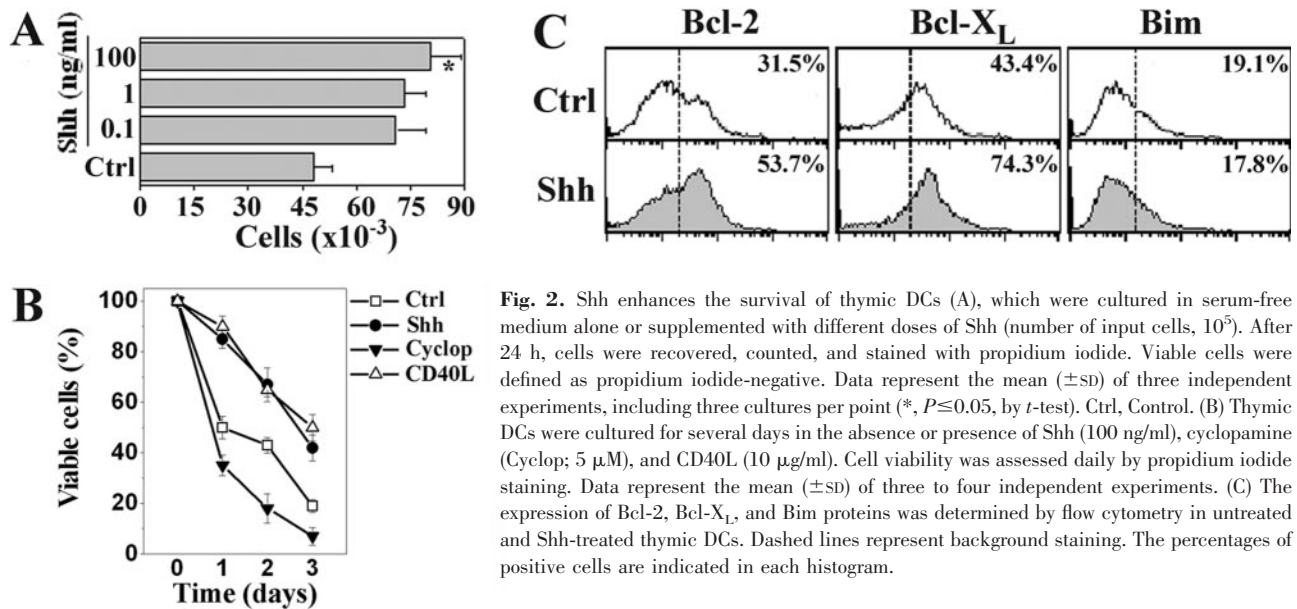 A
Shh (ng/ml)
100
1
0.1
Ctrl
*
0 15 30 45 60 75 90
Cells (x10⁻³)
B
Viable cells (%)
100
80
60
40
20
0
0 1 2 3
Time (days)
Ctrl
Shh
Cyclop
CD40L
C
Bcl-2 Bcl-X_L Bim
Ctrl
31.5% 43.4% 19.1%
Shh
53.7% 74.3% 17.8%
Fig. 2. Shh enhances the survival of thymic DCs (A), which were cultured in serum-free
medium alone or supplemented with different doses of Shh (number of input cells, 10⁵). After
24 h, cells were recovered, counted, and stained with propidium iodide. Viable cells were
defined as propidium iodide-negative. Data represent the mean (±SD) of three independent
experiments, including three cultures per point (*, P≤0.05, by t-test). Ctrl, Control. (B) Thymic
DCs were cultured for several days in the absence or presence of Shh (100 ng/ml), cyclopamine
(Cyclop; 5 μM), and CD40L (10 μg/ml). Cell viability was assessed daily by propidium iodide
staining. Data represent the mean (±SD) of three to four independent experiments. (C) The
expression of Bcl-2, Bcl-X_L, and Bim proteins was determined by flow cytometry in untreated
and Shh-treated thymic DCs. Dashed lines represent background staining. The percentages of
positive cells are indicated in each histogram.